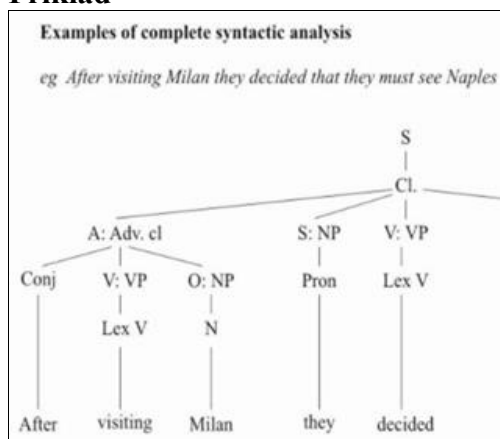 Examples of complete syntactic analysis
eg After visiting Milan they decided that they must see Naples
S
Cl.
A: Adv. cl S: NP V: VP
Conj V: VP O: NP Pron Lex V
Lex V N
After visiting Milan they decided